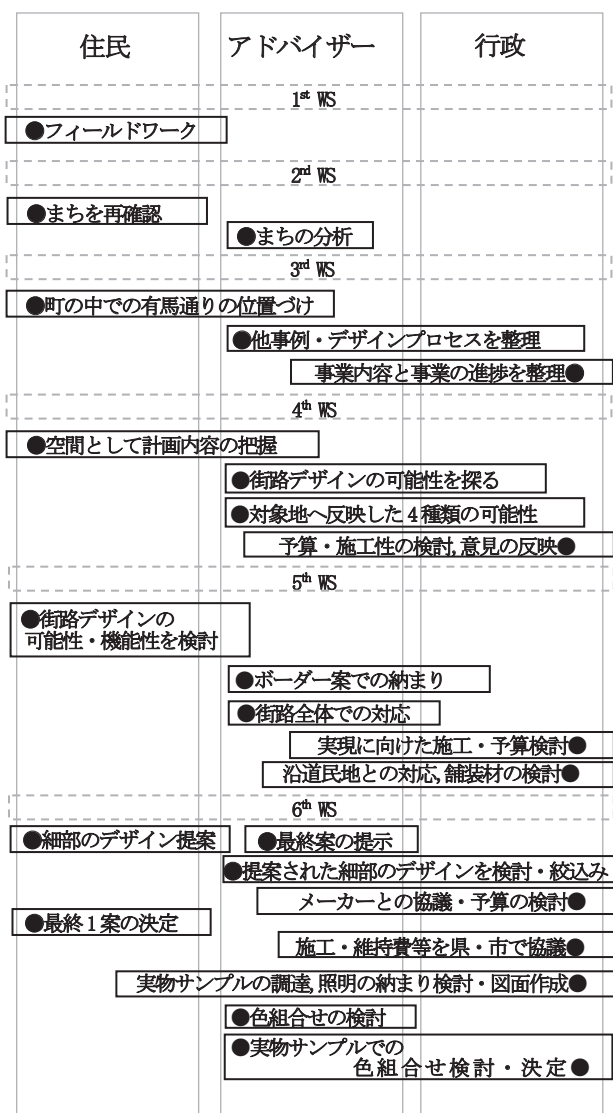 住民
アドバイザー
行政
1st WS
●フィールドワーク
2nd WS
●まちを再確認
●まちの分析
3rd WS
●町の中での有馬通りの位置づけ
●他事例・デザインプロセスを整理
事業内容と事業の進捗を整理●
4th WS
●空間として計画内容の把握
●街路デザインの可能性を探る
●対象地へ反映した4種類の可能性
予算・施工性の検討,意見の反映●
5th WS
●街路デザインの
可能性・機能性を検討
●ボーダー案での納まり
●街路全体での対応
実現に向けた施工・予算検討●
沿道民地との対応,舗装材の検討●
6th WS
●細部のデザイン提案
●最終案の提示
●提案された細部のデザインを検討・絞込み
メーカーとの協議・予算の検討●
●最終1案の決定
施工・維持費等を県・市で協議●
実物サンプルの調達,照明の納まり検討・図面作成●
●色組合せの検討
●実物サンプルでの
色組合せ検討・決定●